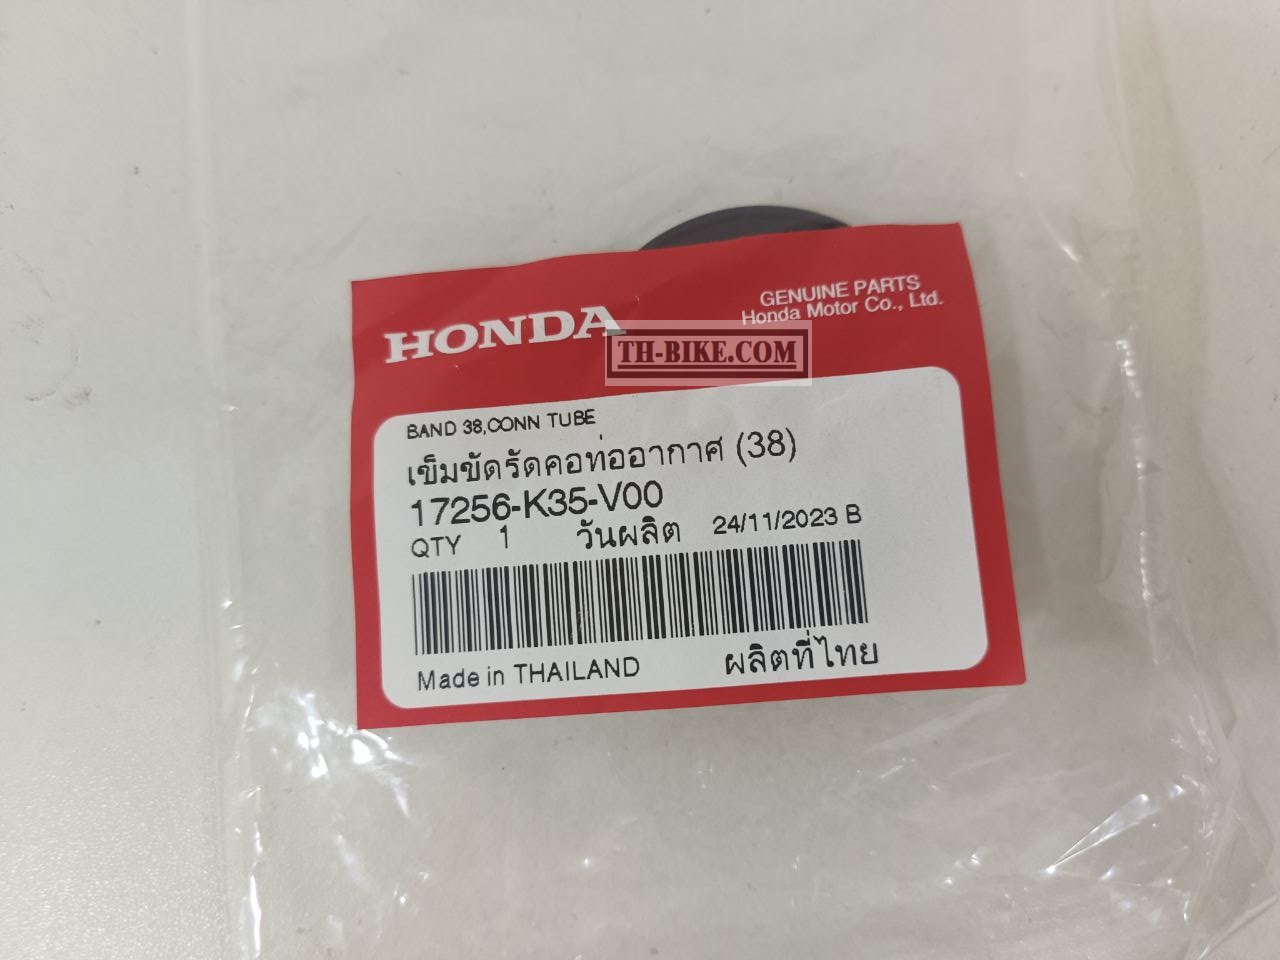 HONDA
GENUINE PARTS
Honda Motor Co., Ltd.
TH-BIKE.COM
BAND 38,CONN TUBE
เข็มขัดรัดคอท่ออากาศ (38)
17256-K35-V00
QTY 1 วันผลิต 24/11/2023 B
Made in THAILAND ผลิตที่ไทย